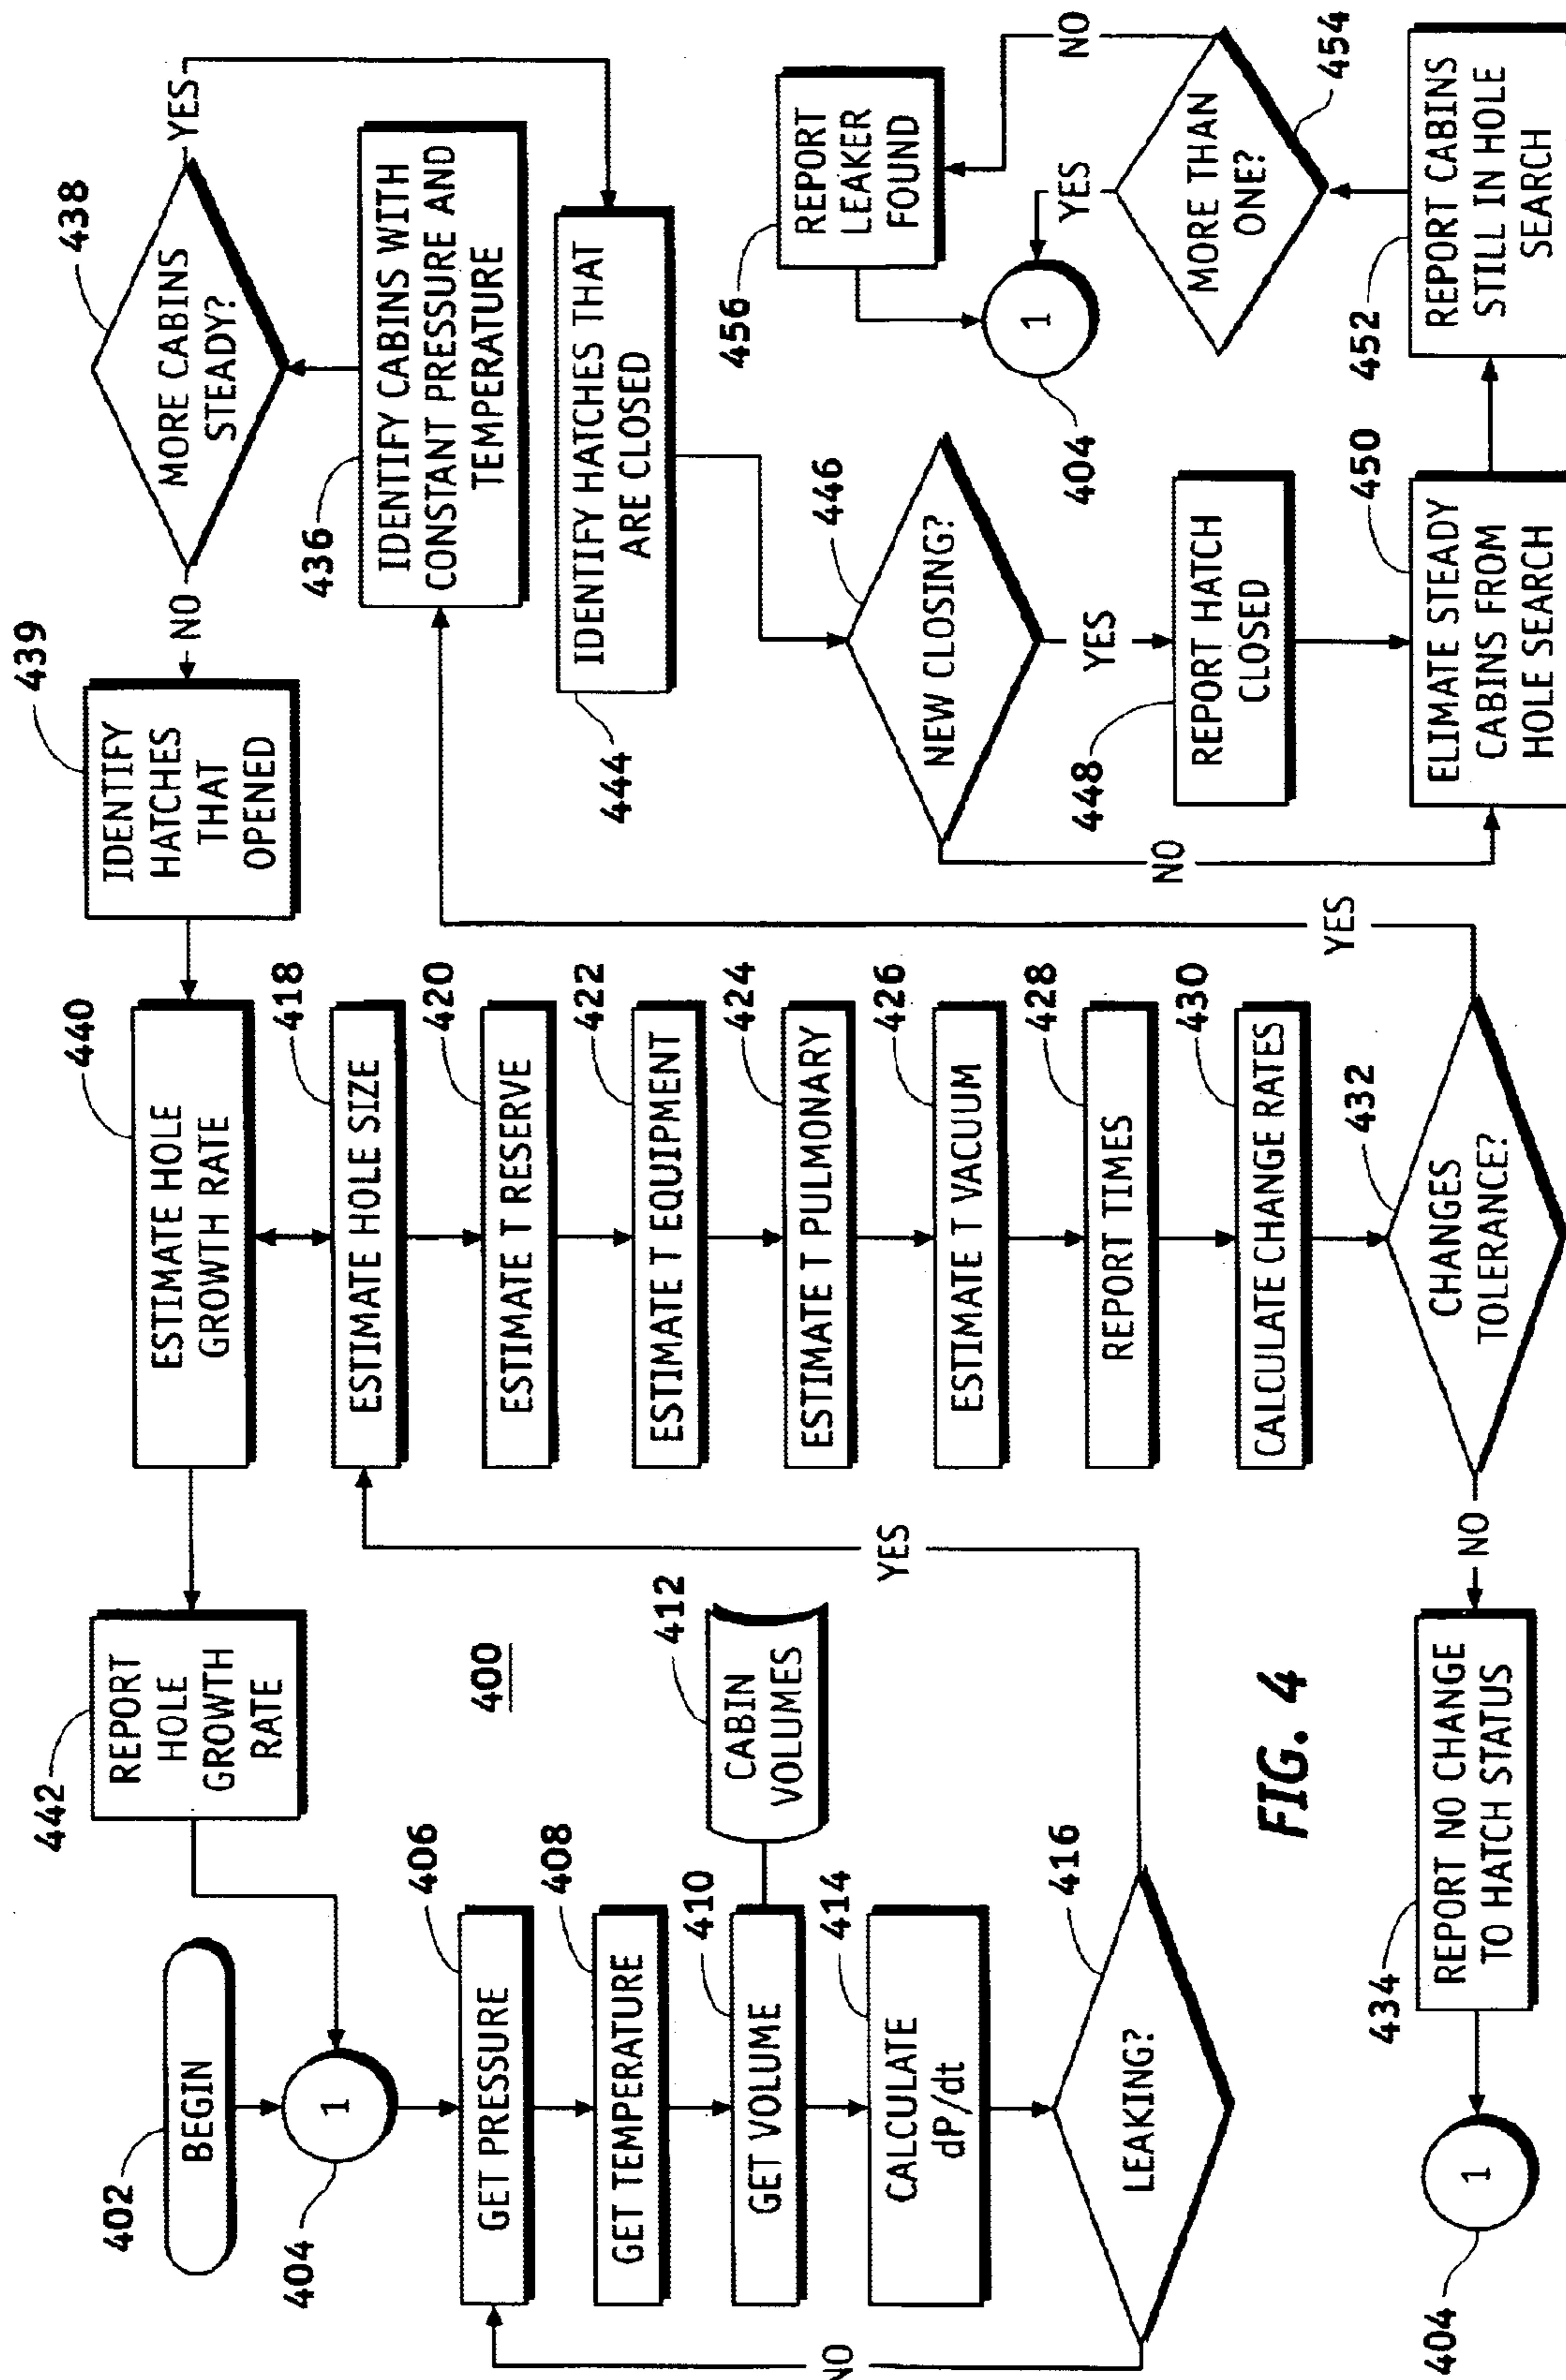 402
BEGIN
404
1
406
GET PRESSURE
408
GET TEMPERATURE
410
GET VOLUME
412
CABIN
VOLUMES
414
CALCULATE
dP/dt
416
LEAKING?
NO
YES
442
REPORT
HOLE
GROWTH
RATE
400
440
ESTIMATE HOLE
GROWTH RATE
418
ESTIMATE HOLE SIZE
420
ESTIMATE T RESERVE
422
ESTIMATE T EQUIPMENT
424
ESTIMATE T PULMONARY
426
ESTIMATE T VACUUM
428
REPORT TIMES
430
CALCULATE CHANGE RATES
432
CHANGES
TOLERANCE?
NO
YES
434
REPORT NO CHANGE
TO HATCH STATUS
1
404
439
IDENTIFY
HATCHES
THAT
OPENED
NO
438
MORE CABINS
STEADY?
YES
436
IDENTIFY CABINS WITH
CONSTANT PRESSURE AND
TEMPERATURE
444
IDENTIFY HATCHES THAT
ARE CLOSED
446
NEW CLOSING?
NO
YES
448
REPORT HATCH
CLOSED
450
ELIMATE STEADY
CABINS FROM
HOLE SEARCH
452
REPORT CABINS
STILL IN HOLE
SEARCH
454
MORE THAN
ONE?
YES
NO
456
REPORT
LEAKER
FOUND
1
404
FIG. 4